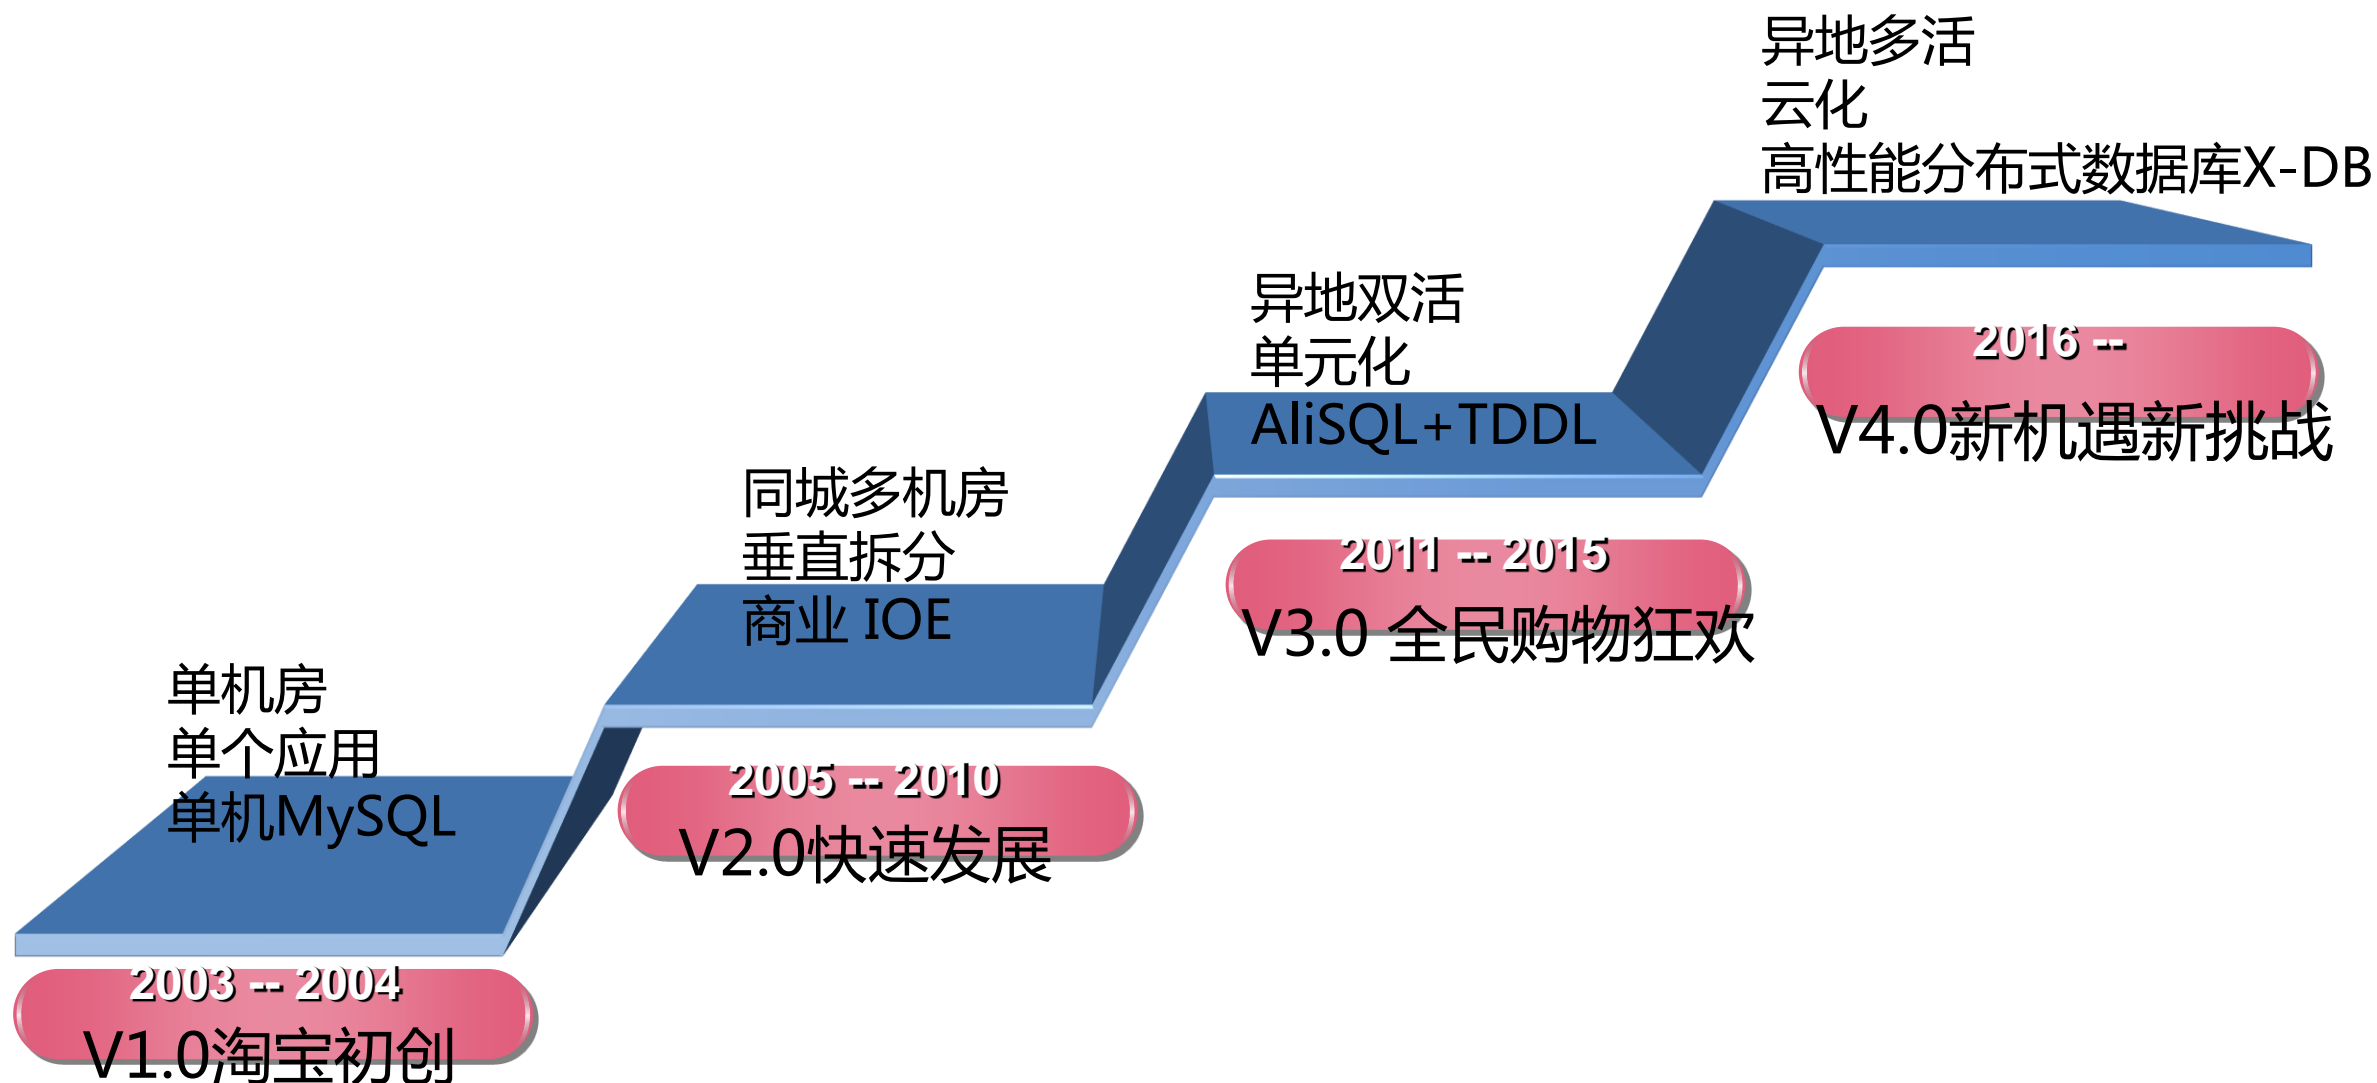 单机房
单个应用
单机MySQL
2003 -- 2004
V1.0淘宝初创
同城多机房
垂直拆分
商业 IOE
2005 -- 2010
V2.0快速发展
异地双活
单元化
AliSQL+TDDL
2011 -- 2015
V3.0 全民购物狂欢
异地多活
云化
高性能分布式数据库X-DB
2016 --
V4.0新机遇新挑战